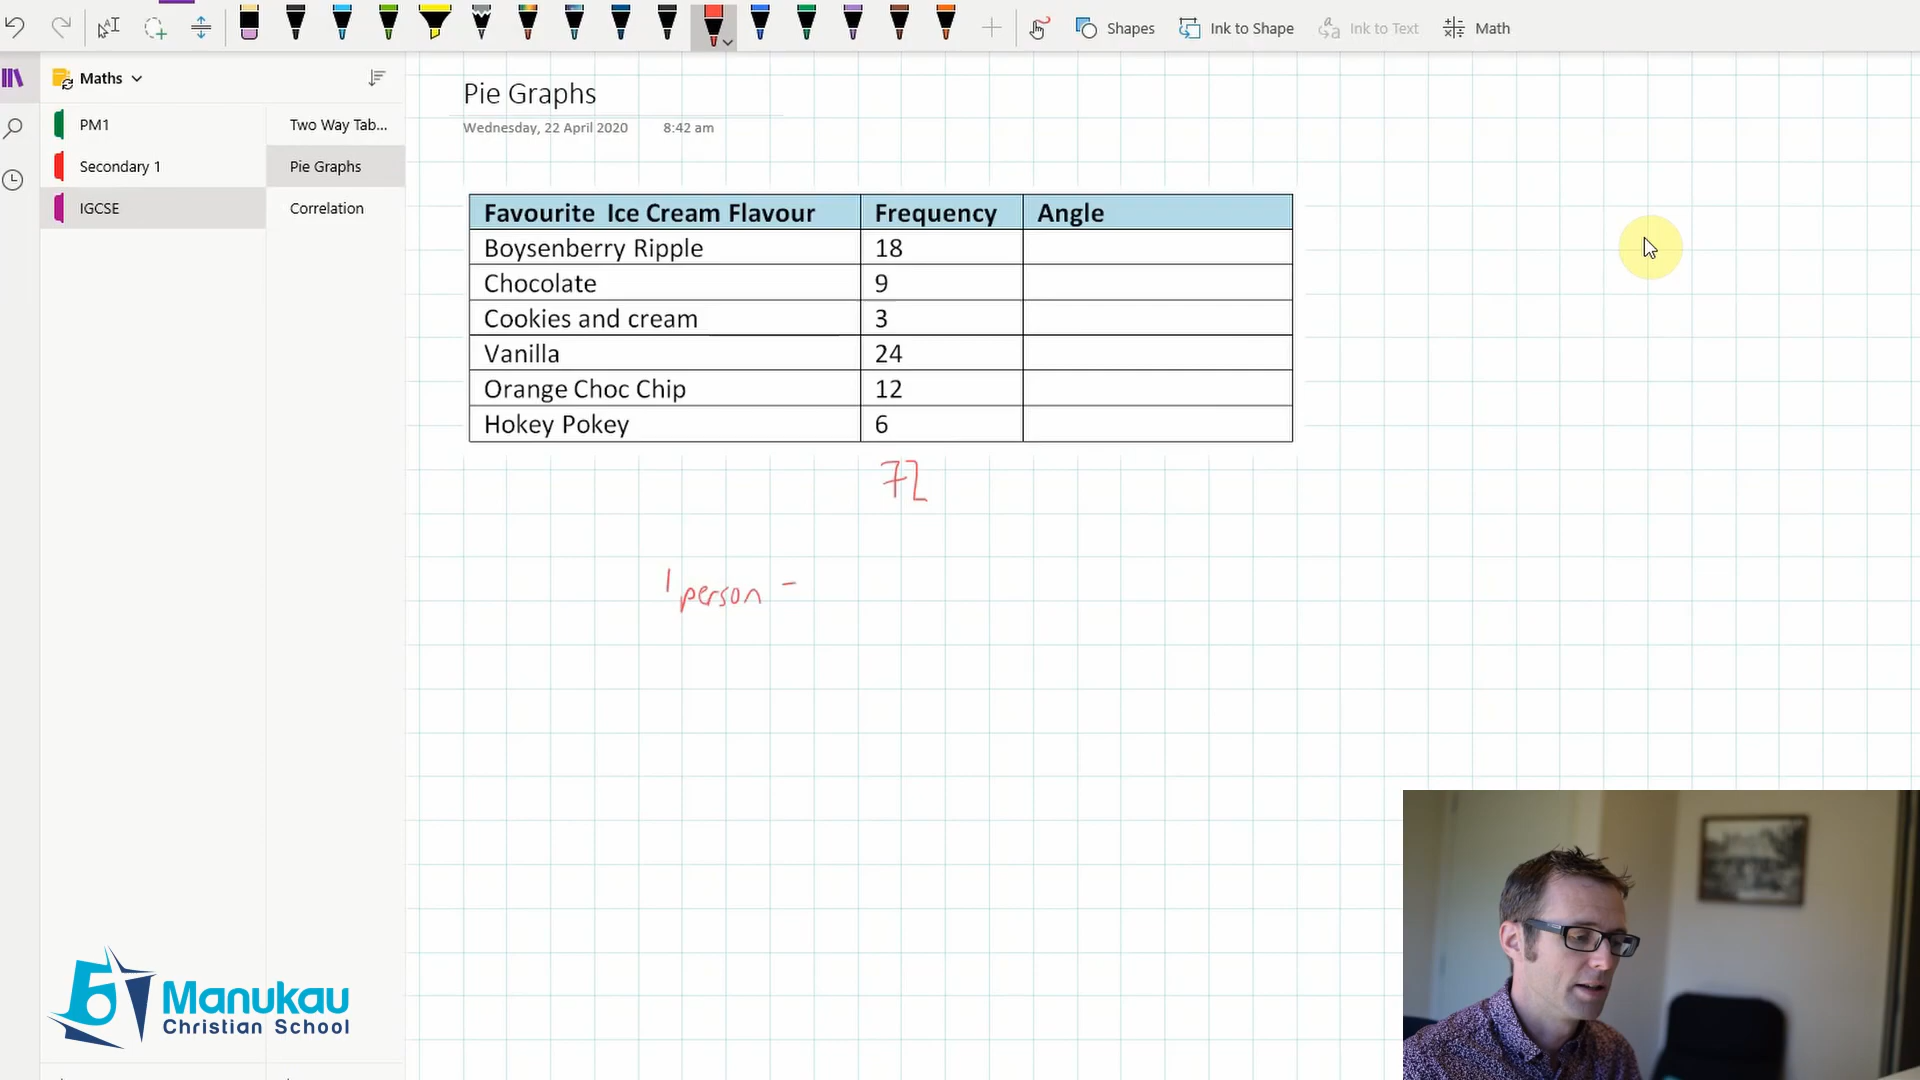 Shapes Ink to Shape Ink to Text Math
Maths
PM1
Secondary 1
IGCSE
Two Way Tab...
Pie Graphs
Correlation
Pie Graphs
Wednesday, 22 April 2020 8:42 am
Favourite Ice Cream Flavour Frequency Angle
Boysenberry Ripple 18
Chocolate 9
Cookies and cream 3
Vanilla 24
Orange Choc Chip 12
Hokey Pokey 6
72
1 person -
Manukau
Christian School